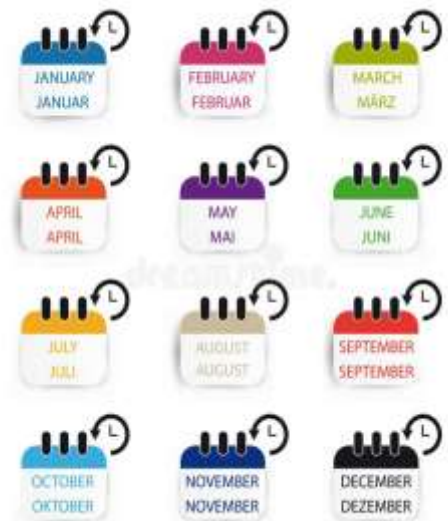 JANUARY
JANUAR
FEBRUARY
FEBRUAR
MARCH
MÄRZ
APRIL
APRIL
MAY
MAI
JUNE
JUNI
dreamstime.
JULY
JULI
AUGUST
AUGUST
SEPTEMBER
SEPTEMBER
OCTOBER
OKTOBER
NOVEMBER
NOVEMBER
DECEMBER
DEZEMBER